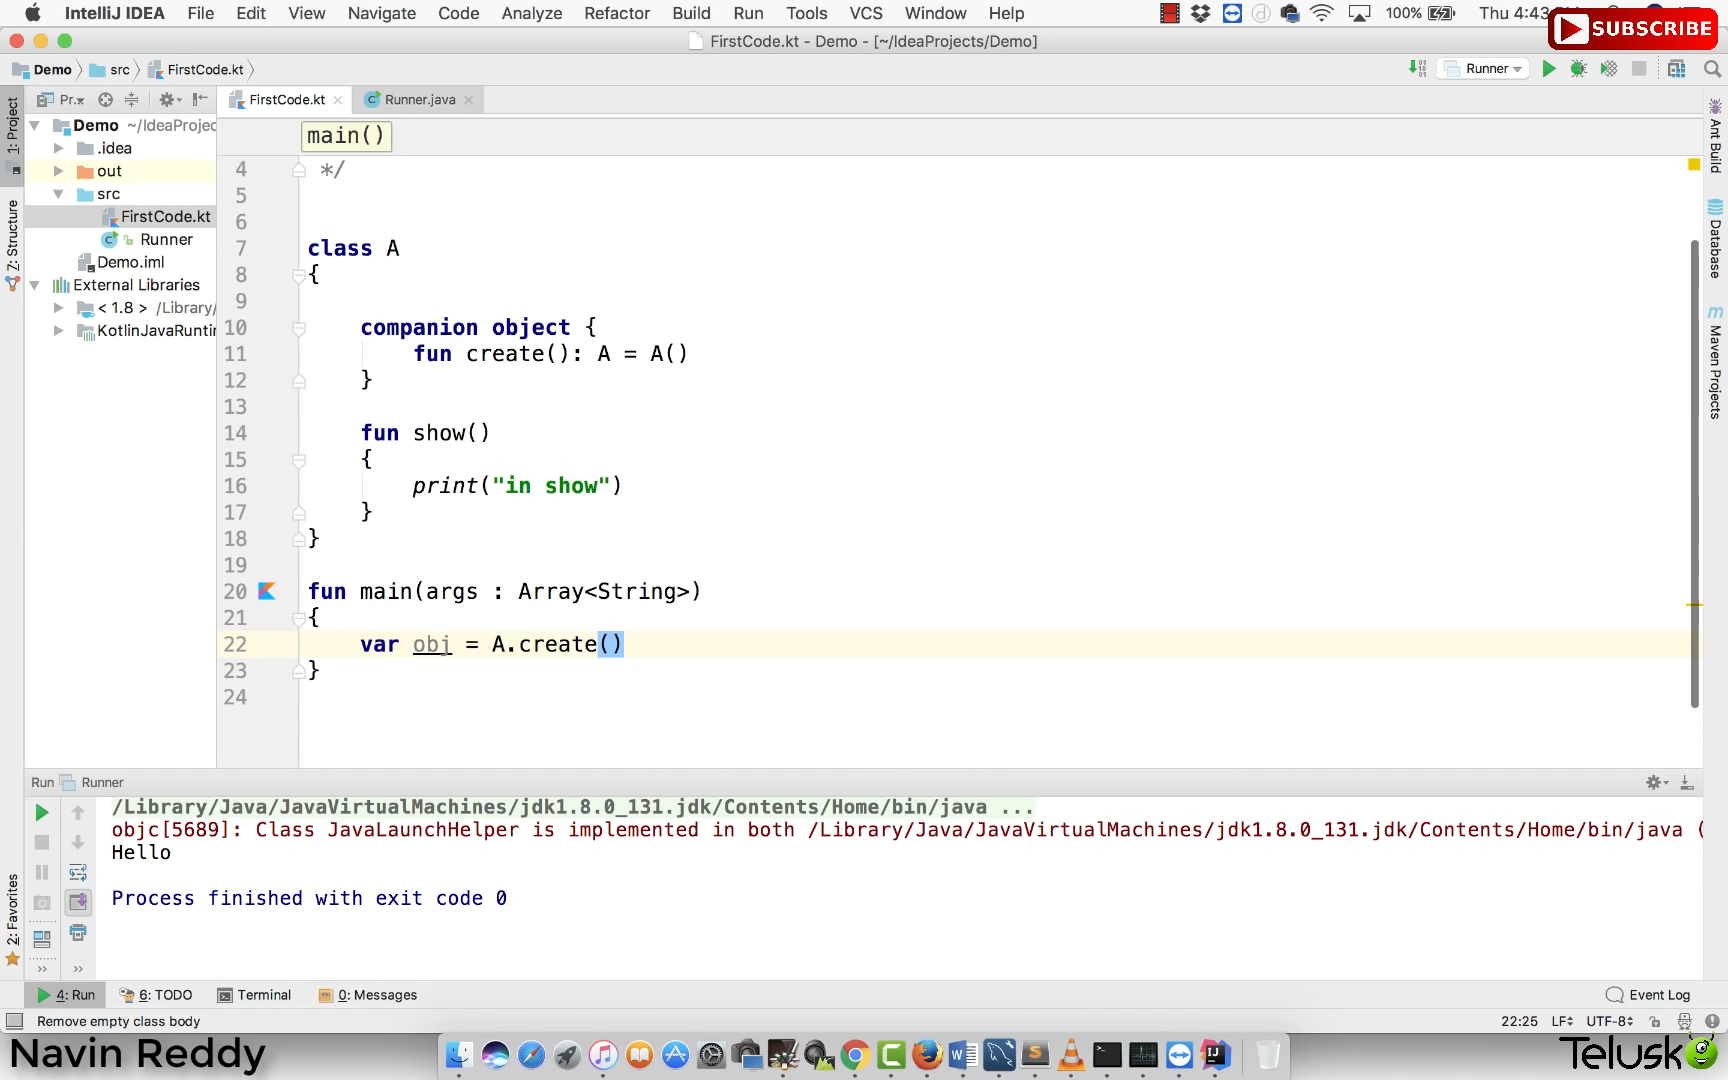 IntelliJ IDEA File Edit View Navigate Code Analyze Refactor Build Run Tools VCS Window Help 100% Thu 4:43
SUBSCRIBE
FirstCode.kt - Demo - [~/IdeaProjects/Demo]
Demo src FirstCode.kt Runner
1: Project
Pr. FirstCode.kt Runner.java
Demo ~/IdeaProjec
.idea
out
src
FirstCode.kt
Runner
Demo.iml
External Libraries
< 1.8 > /Library/
KotlinJavaRunti
7: Structure
2: Favorites
main()
4 */
5
6
7 class A
8 {
9
10 companion object {
11 fun create(): A = A()
12 }
13
14 fun show()
15 {
16 print("in show")
17 }
18 }
19
20 fun main(args : Array<String>)
21 {
22 var obj = A.create()
23 }
24
Ant Build
Database
Maven Projects
Run Runner
/Library/Java/JavaVirtualMachines/jdk1.8.0_131.jdk/Contents/Home/bin/java ...
objc[5689]: Class JavaLaunchHelper is implemented in both /Library/Java/JavaVirtualMachines/jdk1.8.0_131.jdk/Contents/Home/bin/java (
Hello
Process finished with exit code 0
4: Run 6: TODO Terminal 0: Messages Event Log
Remove empty class body 22:25 LF UTF-8
Navin Reddy
Telusko